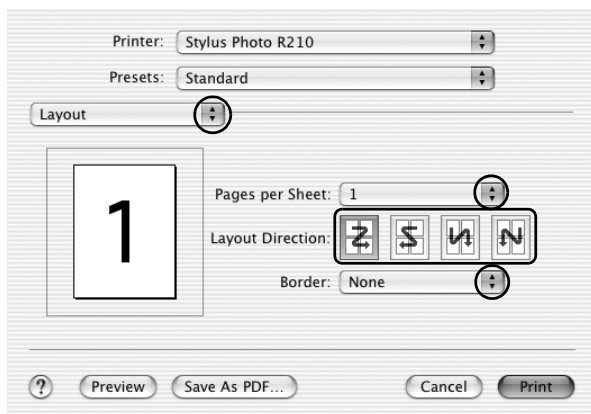 Printer: Stylus Photo R210
Presets: Standard
Layout
1
Pages per Sheet: 1
Layout Direction:
Border: None
? Preview Save As PDF... Cancel Print